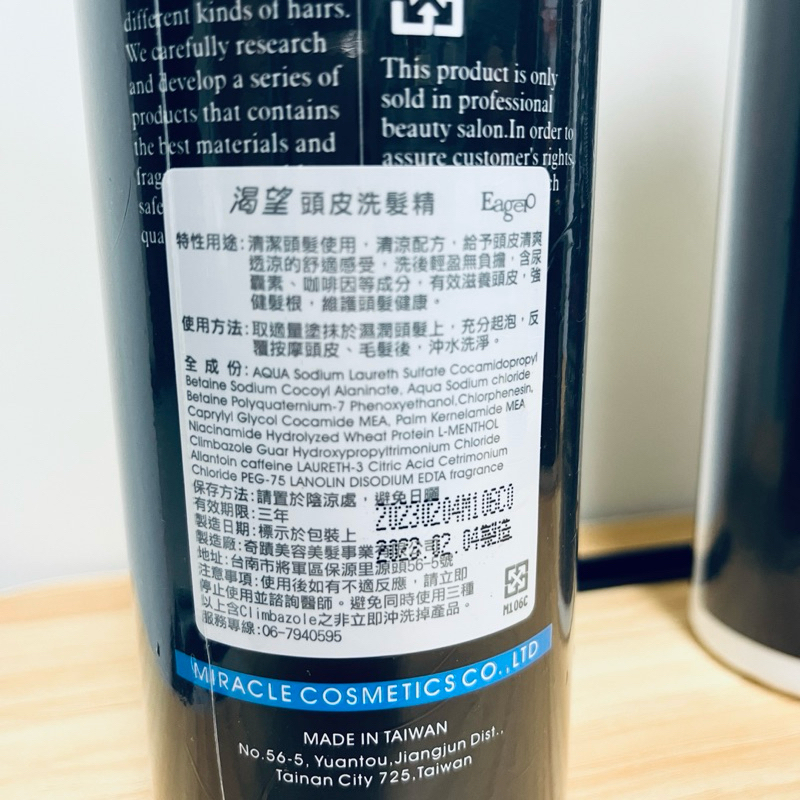 different kinds of hairs.
We carefully research
and develop a series of
products that contains
the best materials and
This product is only
sold in professional
beauty salon.In order to
assure customer's rights,
渴望 頭皮洗髮精 Eager
特性用途:清潔頭髮使用，清涼配方，給予頭皮清爽
透涼的舒適感受，洗後輕盈無負擔，含尿
囊素、咖啡因等成分，有效滋養頭皮，強
健髮根，維護頭髮健康。
使用方法:取適量塗抹於濕潤頭髮上，充分起泡，反
覆按摩頭皮、毛髮後，沖水洗淨。
全成份:AQUA Sodium Laureth Sulfate Cocamidopropyl
Betaine Sodium Cocoyl Alaninate, Aqua Sodium chloride
Betaine Polyquaternium-7 Phenoxyethanol,Chlorphenesin,
Caprylyl Glycol Cocamide MEA, Palm Kernelamide MEA
Niacinamide Hydrolyzed Wheat Protein L-MENTHOL
Climbazole Guar Hydroxypropyltrimonium Chloride
Allantoin caffeine LAURETH-3 Citric Acid Cetrimonium
Chloride PEG-75 LANOLIN DISODIUM EDTA fragrance
保存方法:請置於陰涼處，避免日曬
有效期限:三年 20230204M106C0
製造日期:標示於包裝上 2023.02.04製造
製造廠:奇蹟美容美髮事業有限公司
地址:台南市將軍區保源里源頭56-5號
注意事項:使用後如有不適反應，請立即
停止使用並諮詢醫師。避免同時使用三種
以上含Climbazole之非立即沖洗掉產品。
服務專線:06-7940595
M106C
MIRACLE COSMETICS CO.,LTD
MADE IN TAIWAN
No.56-5, Yuantou,Jiangjun Dist.,
Tainan City 725,Taiwan